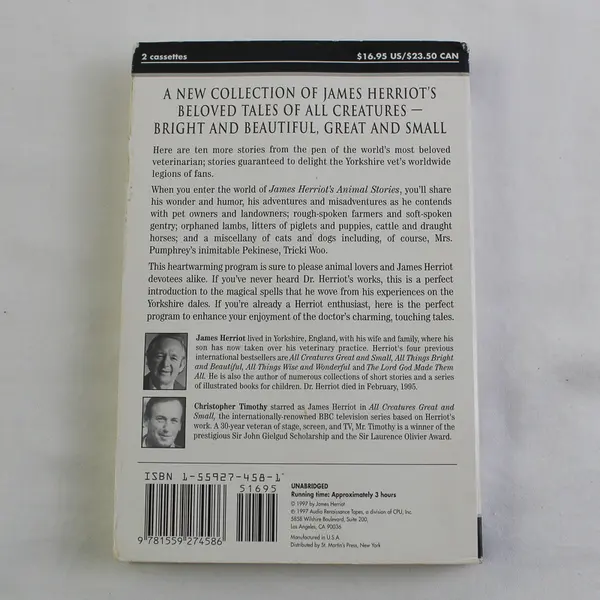 2 cassettes $16.95 US/$23.50 CAN
A NEW COLLECTION OF JAMES HERRIOT'S
BELOVED TALES OF ALL CREATURES —
BRIGHT AND BEAUTIFUL, GREAT AND SMALL
Here are ten more stories from the pen of the world's most beloved
veterinarian; stories guaranteed to delight the Yorkshire vet's worldwide
legions of fans.
When you enter the world of James Herriot's Animal Stories, you'll share
his wonder and humor, his adventures and misadventures as he contends
with pet owners and landowners; rough-spoken farmers and soft-spoken
gentry; orphaned lambs, litters of piglets and puppies, cattle and draught
horses; and a miscellany of cats and dogs including, of course, Mrs.
Pumphrey's inimitable Pekinese, Tricki Woo.
This heartwarming program is sure to please animal lovers and James Herriot
devotees alike. If you've never heard Dr. Herriot's works, this is a perfect
introduction to the magical spells that he wove from his experiences on the
Yorkshire dales. If you're already a Herriot enthusiast, here is the perfect
program to enhance your enjoyment of the doctor's charming, touching tales.
James Herriot lived in Yorkshire, England, with his wife and family, where his
son has now taken over his veterinary practice. Herriot's four previous
international bestsellers are All Creatures Great and Small, All Things Bright
and Beautiful, All Things Wise and Wonderful and The Lord God Made Them
All. He is also the author of numerous collections of short stories and a series
of illustrated books for children. Dr. Herriot died in February, 1995.
Christopher Timothy starred as James Herriot in All Creatures Great and
Small, the internationally-renowned BBC television series based on Herriot's
work. A 30-year veteran of stage, screen, and TV, Mr. Timothy is a winner of the
prestigious Sir John Gielgud Scholarship and the Sir Laurence Olivier Award.
ISBN 1-55927-458-1
51695
9 781559 274586
UNABRIDGED
Running time: Approximately 3 hours
© 1997 by James Herriot
℗ 1997 Audio Renaissance Tapes, a division of CPU, Inc.
5858 Wilshire Boulevard, Suite 200,
Los Angeles, CA 90036
Manufactured in U.S.A.
Distributed by St. Martin's Press, New York